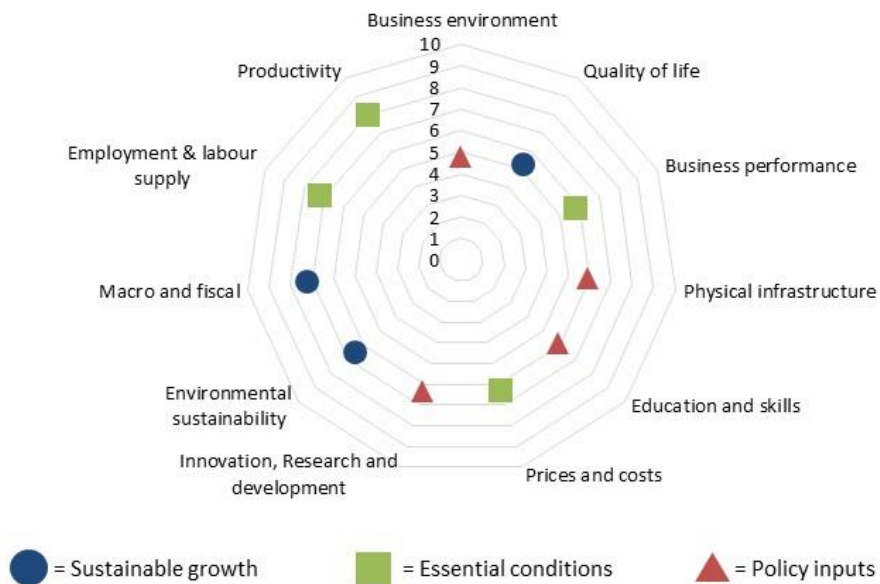 Business environment
10
9
8
7
6
5
4
3
2
1
0
Quality of life
Business performance
Physical infrastructure
Education and skills
Prices and costs
Innovation, Research and
development
Environmental
sustainability
Macro and fiscal
Employment & labour
supply
Productivity
= Sustainable growth
= Essential conditions
= Policy inputs